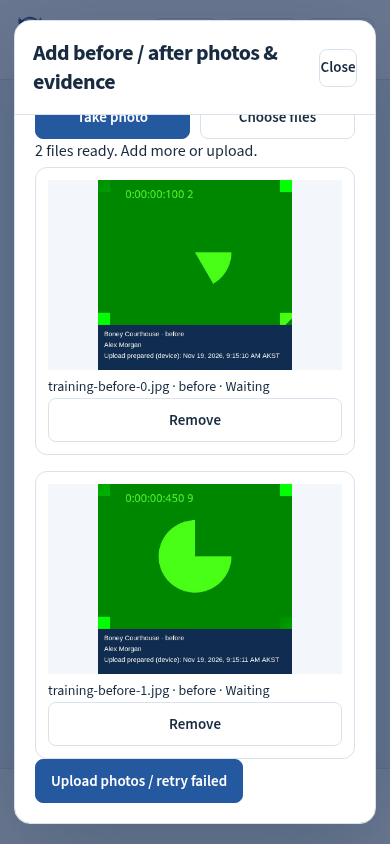 Add before / after photos &
evidence
Close
Take photo
Choose files
2 files ready. Add more or upload.
0:00:00:100 2
Boney Courthouse · before
Alex Morgan
Upload prepared (device): Nov 19, 2026, 9:15:10 AM AKST
training-before-0.jpg · before · Waiting
Remove
0:00:00:450 9
Boney Courthouse · before
Alex Morgan
Upload prepared (device): Nov 19, 2026, 9:15:11 AM AKST
training-before-1.jpg · before · Waiting
Remove
Upload photos / retry failed